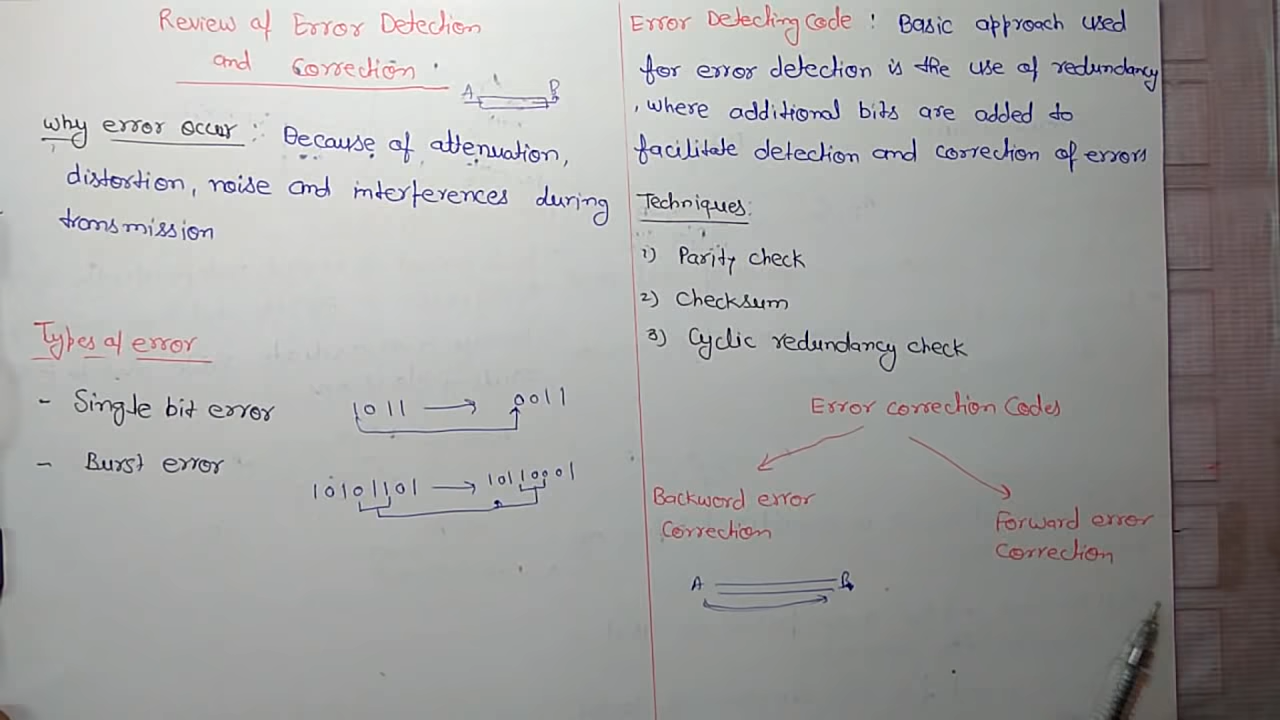 Review of Error Detection
and Correction.
A B
Why error occur: Because of attenuation,
distortion, noise and interferences during
transmission
Types of error
- Single bit error 1011 → 0011
- Burst error 10101101 → 10110001
Error Detecting Code: Basic approach used
for error detection is the use of redundancy
, where additional bits are added to
facilitate detection and correction of errors
Techniques:
1) Parity check
2) Checksum
3) Cyclic redundancy check
Error correction Codes
Backword error
Correction
Forward error
Correction
A B